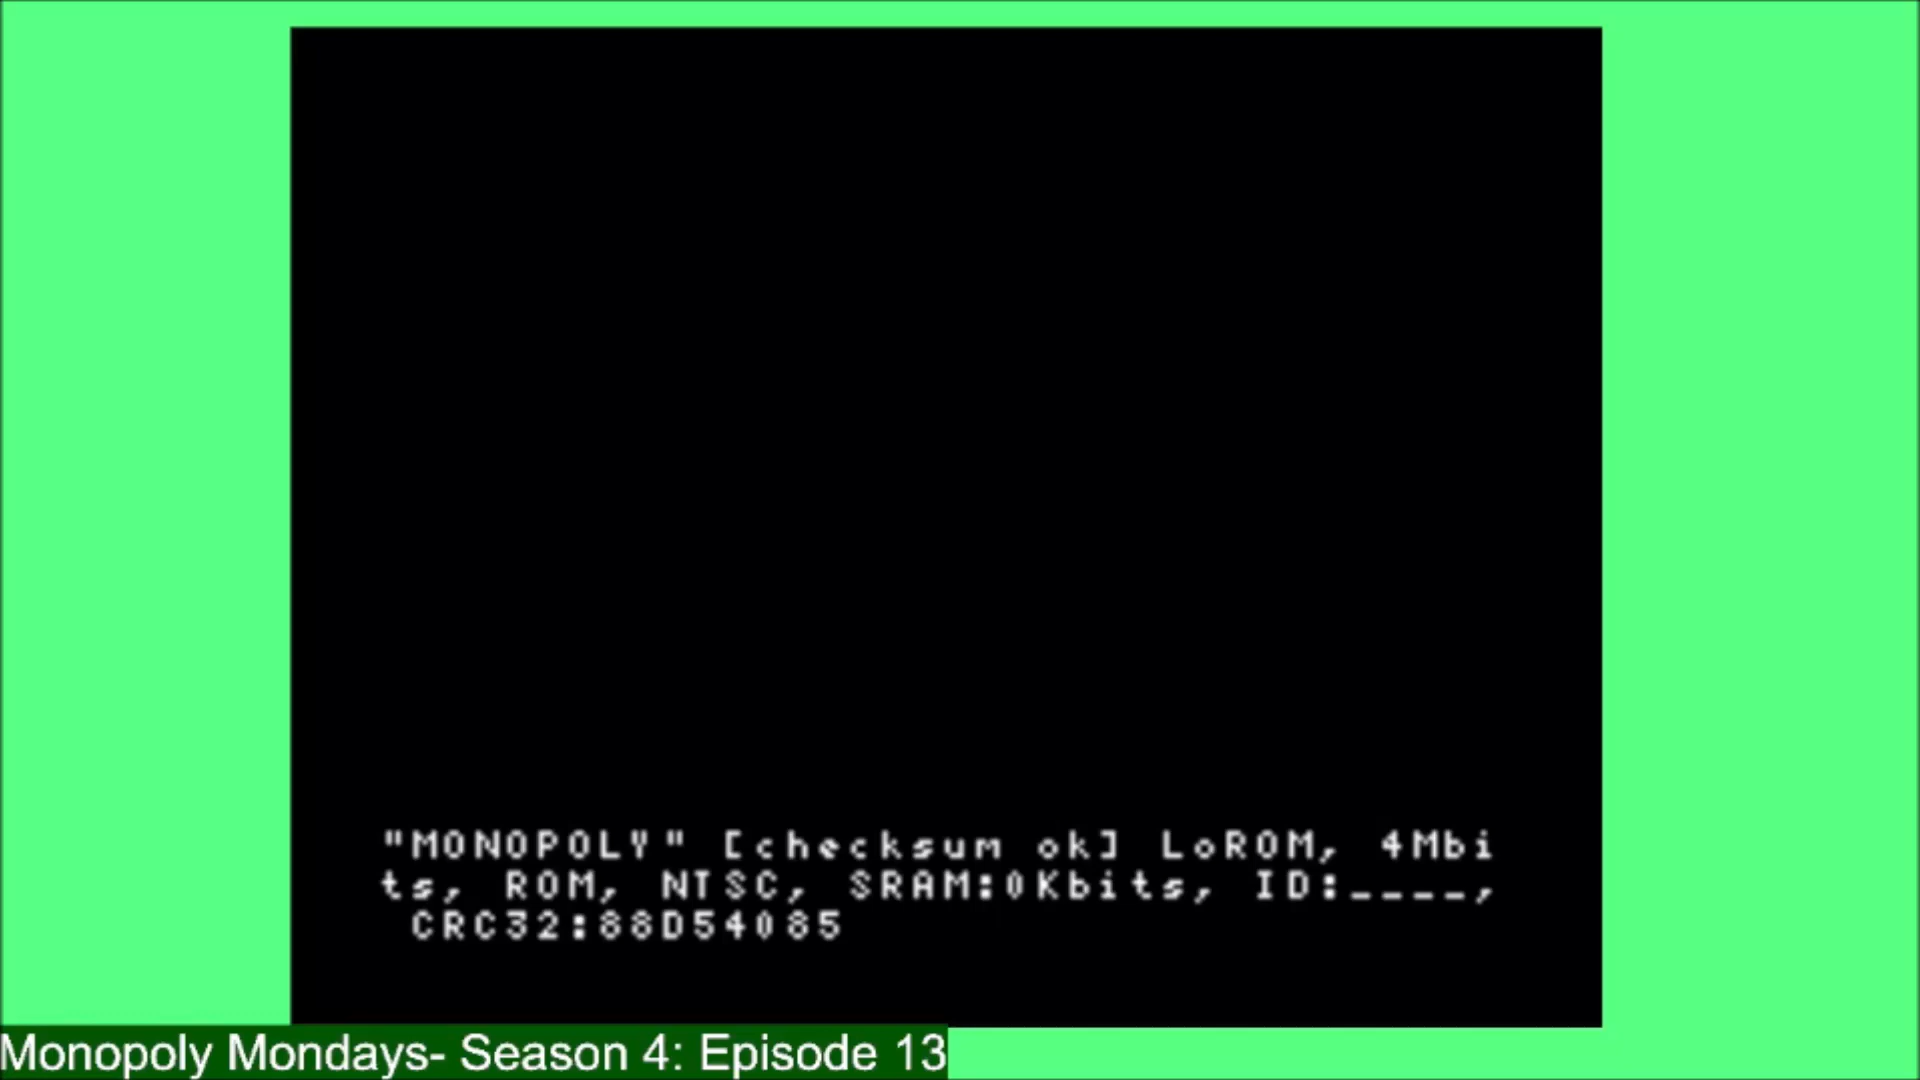 "MONOPOLY" [checksum ok] LoROM, 4Mbi
ts, ROM, NTSC, SRAM:0Kbits, ID:____,
CRC32:88D54085
Monopoly Mondays- Season 4: Episode 13